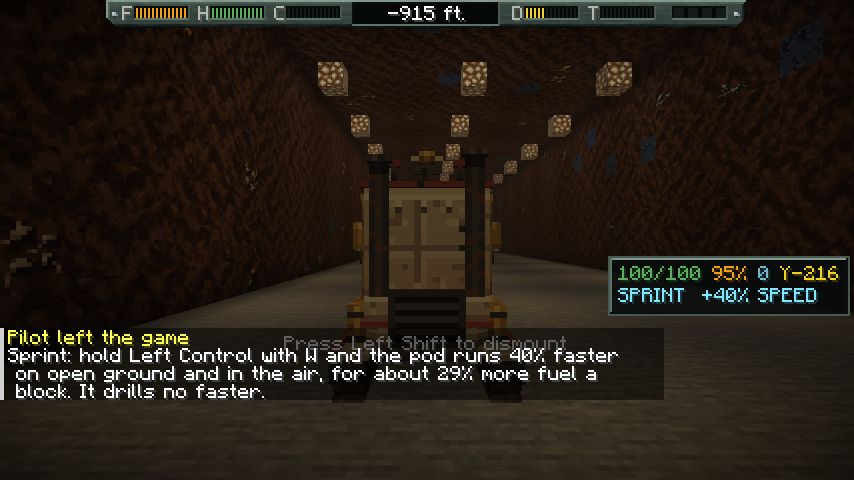 F H C -915 ft. D T
100/100 95% 0 Y-216
SPRINT +40% SPEED
Pilot left the game
Press Left Shift to dismount
Sprint: hold Left Control with W and the pod runs 40% faster
on open ground and in the air, for about 29% more fuel a
block. It drills no faster.